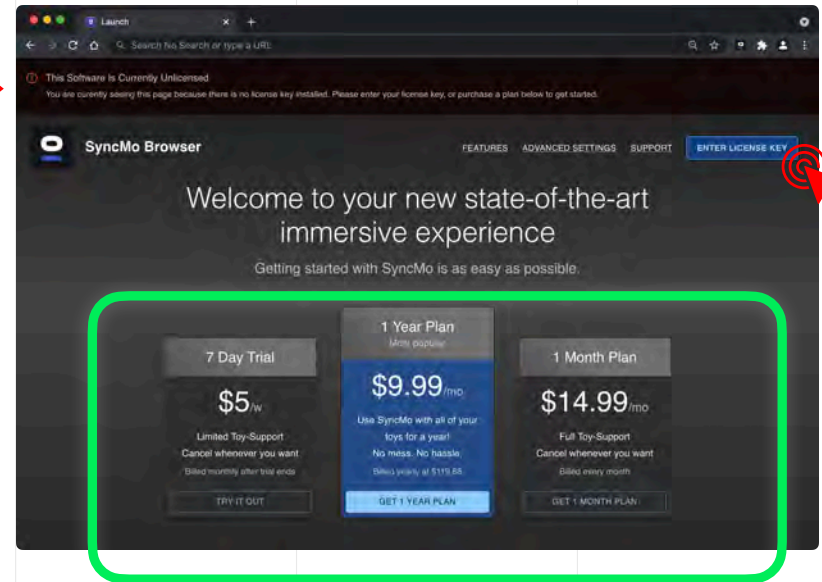 Launch
Search No Search or type a URL
This Software is Currently Unlicensed
You are curently seeing this page because there is no license key installed. Please enter your license key, or purchase a plan below to get started.
SyncMo Browser
FEATURES ADVANCED SETTINGS SUPPORT ENTER LICENSE KEY
Welcome to your new state-of-the-art
immersive experience
Getting started with SyncMo is as easy as possible.
7 Day Trial
$5/w
Limited Toy-Support
Cancel whenever you want
Billed monthly after trial ends
TRY IT OUT
1 Year Plan
Most popular
$9.99/mo
Use SyncMo with all of your
toys for a year!
No mess. No hassle.
Billed yearly at $119.88
GET 1 YEAR PLAN
1 Month Plan
$14.99/mo
Full Toy-Support
Cancel whenever you want
Billed every month
GET 1 MONTH PLAN